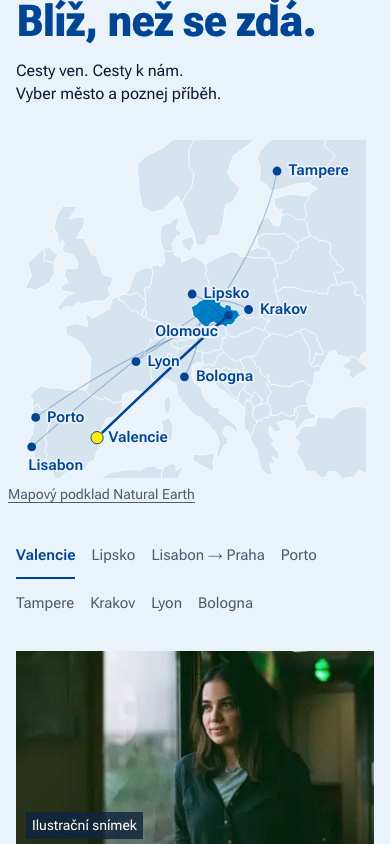 Blíž, než se zdá.
Cesty ven. Cesty k nám.
Vyber město a poznej příběh.
Tampere
Lipsko
Krakov
Olomouc
Lyon
Bologna
Porto
Valencie
Lisabon
Mapový podklad Natural Earth
Valencie Lipsko Lisabon → Praha Porto
Tampere Krakov Lyon Bologna
Ilustrační snímek